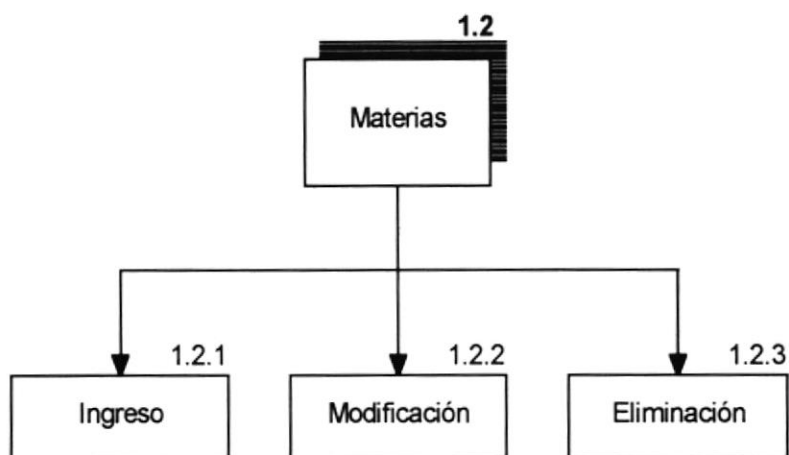 1.2
Materias
1.2.1
1.2.2
1.2.3
Ingreso
Modificación
Eliminación